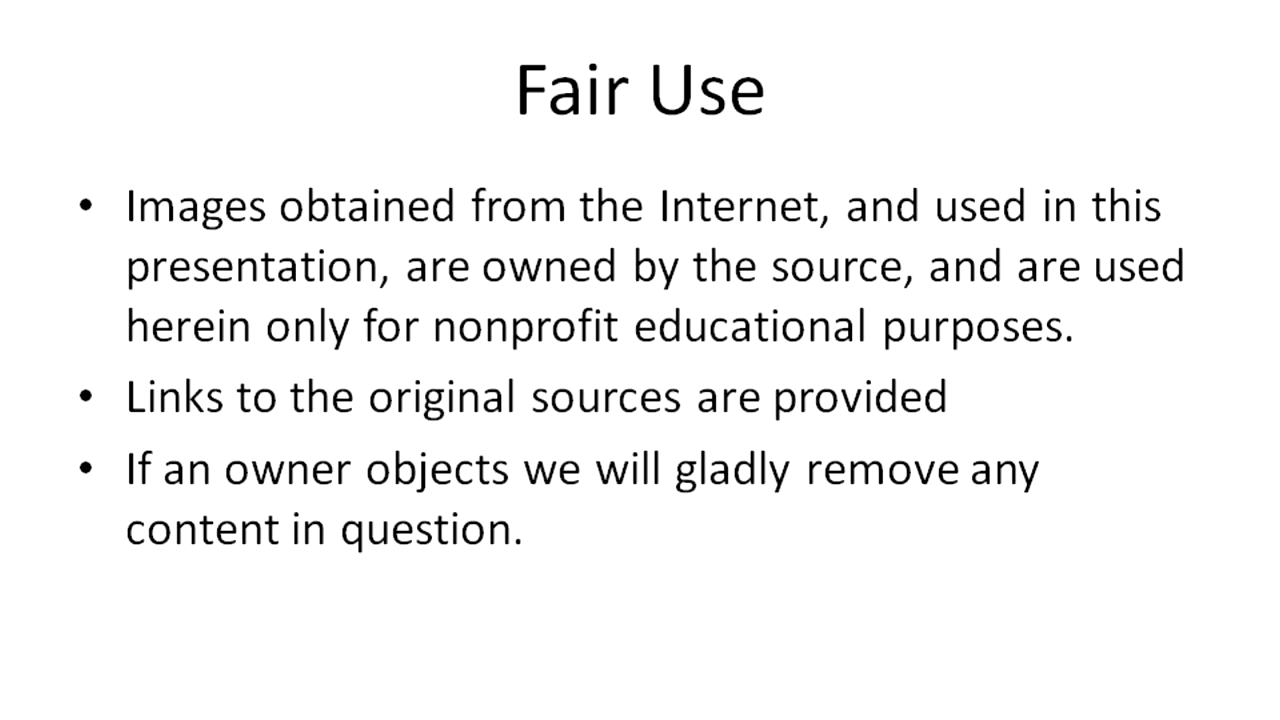 Fair Use
• Images obtained from the Internet, and used in this
presentation, are owned by the source, and are used
herein only for nonprofit educational purposes.
• Links to the original sources are provided
• If an owner objects we will gladly remove any
content in question.